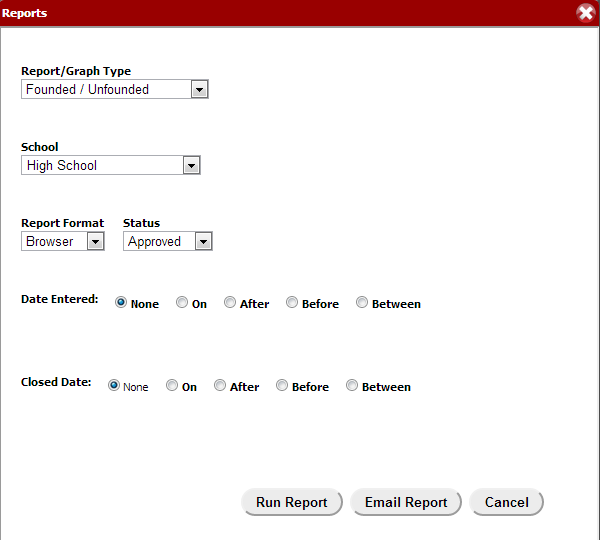 Reports
Report/Graph Type
Founded / Unfounded
School
High School
Report Format Status
Browser Approved
Date Entered: None On After Before Between
Closed Date: None On After Before Between
Run Report Email Report Cancel